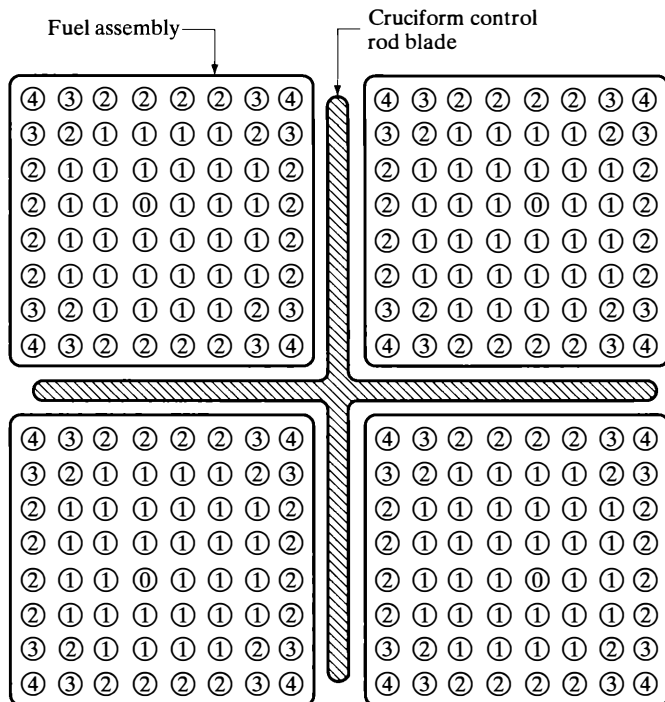 Fuel assembly
Cruciform control
rod blade
④ ③ ② ② ② ② ③ ④
③ ② ① ① ① ① ② ③
② ① ① ① ① ① ① ②
② ① ① ⓪ ① ① ① ②
② ① ① ① ① ① ① ②
② ① ① ① ① ① ① ②
③ ② ① ① ① ① ② ③
④ ③ ② ② ② ② ③ ④
④ ③ ② ② ② ② ③ ④
③ ② ① ① ① ① ② ③
② ① ① ① ① ① ① ②
② ① ① ① ⓪ ① ① ②
② ① ① ① ① ① ① ②
② ① ① ① ① ① ① ②
③ ② ① ① ① ① ② ③
④ ③ ② ② ② ② ③ ④
④ ③ ② ② ② ② ③ ④
③ ② ① ① ① ① ② ③
② ① ① ① ① ① ① ②
② ① ① ① ① ① ① ②
② ① ① ⓪ ① ① ① ②
② ① ① ① ① ① ① ②
③ ② ① ① ① ① ② ③
④ ③ ② ② ② ② ③ ④
④ ③ ② ② ② ② ③ ④
③ ② ① ① ① ① ② ③
② ① ① ① ① ① ① ②
② ① ① ① ① ① ① ②
② ① ① ① ⓪ ① ① ②
② ① ① ① ① ① ① ②
③ ② ① ① ① ① ② ③
④ ③ ② ② ② ② ③ ④